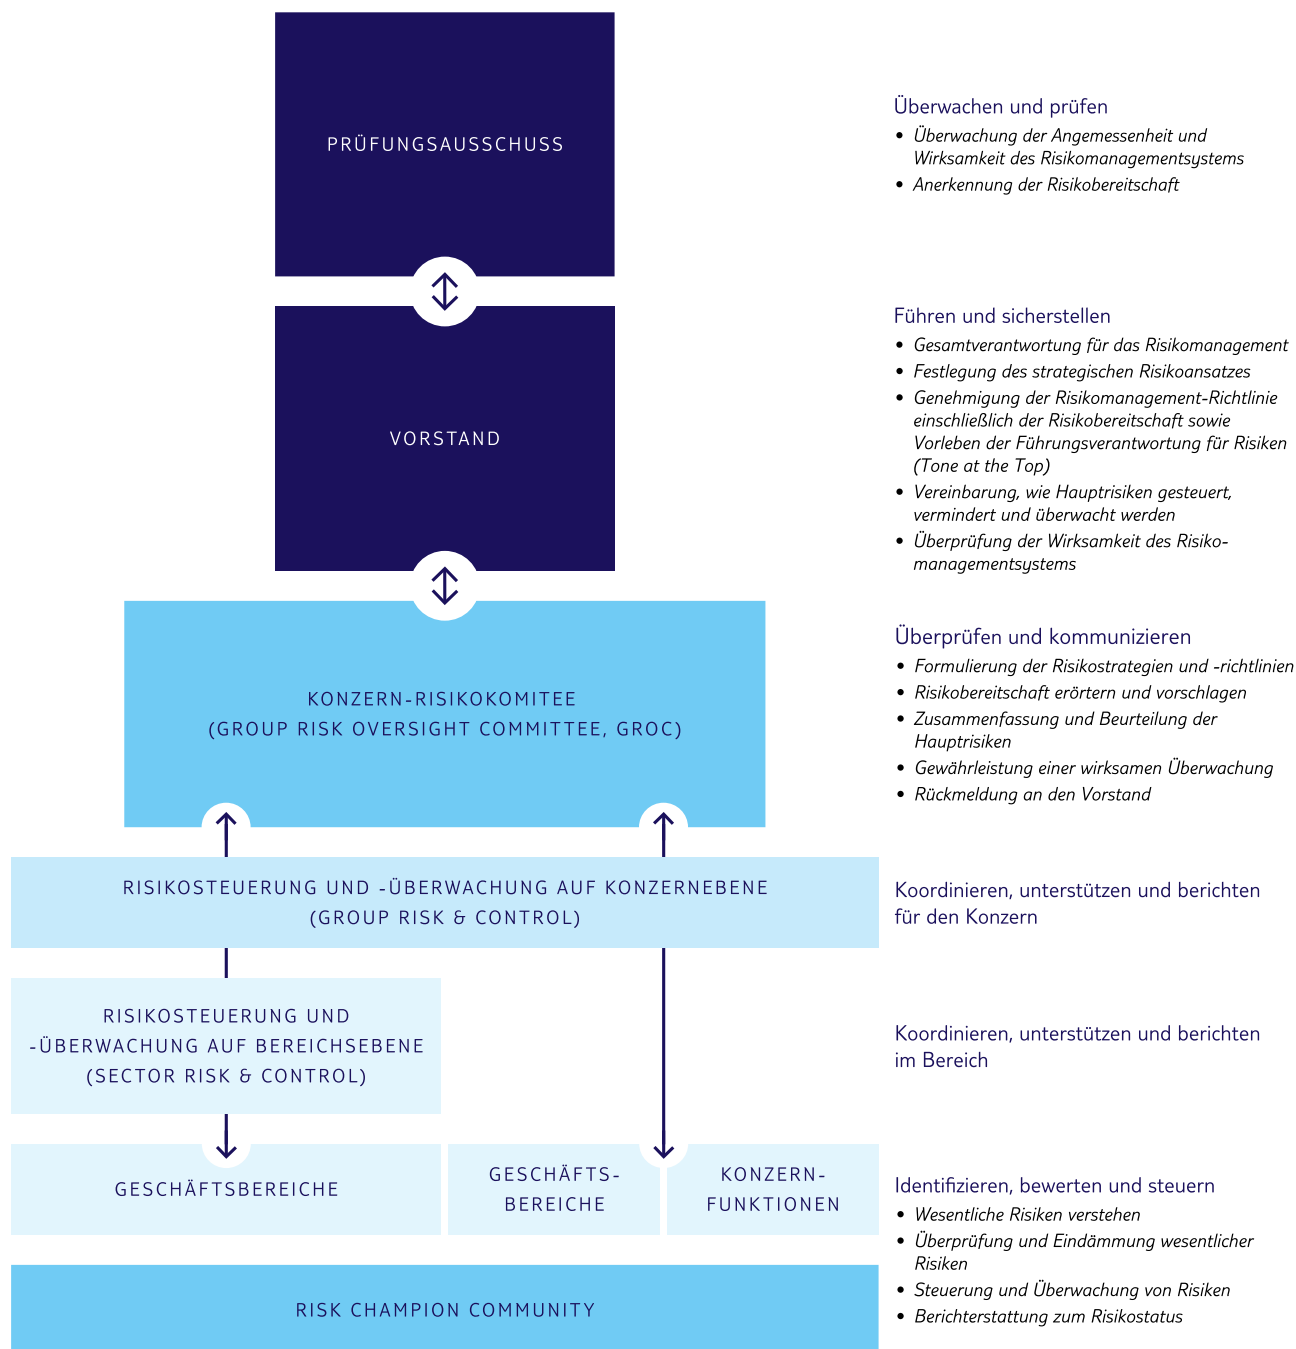 PRÜFUNGSAUSSCHUSS
Überwachen und prüfen
• Überwachung der Angemessenheit und
Wirksamkeit des Risikomanagementsystems
• Anerkennung der Risikobereitschaft
VORSTAND
Führen und sicherstellen
• Gesamtverantwortung für das Risikomanagement
• Festlegung des strategischen Risikoansatzes
• Genehmigung der Risikomanagement-Richtlinie
einschließlich der Risikobereitschaft sowie
Vorleben der Führungsverantwortung für Risiken
(Tone at the Top)
• Vereinbarung, wie Hauptrisiken gesteuert,
vermindert und überwacht werden
• Überprüfung der Wirksamkeit des Risiko-
managementsystems
KONZERN-RISIKOKOMITEE
(GROUP RISK OVERSIGHT COMMITTEE, GROC)
Überprüfen und kommunizieren
• Formulierung der Risikostrategien und -richtlinien
• Risikobereitschaft erörtern und vorschlagen
• Zusammenfassung und Beurteilung der
Hauptrisiken
• Gewährleistung einer wirksamen Überwachung
• Rückmeldung an den Vorstand
RISIKOSTEUERUNG UND -ÜBERWACHUNG AUF KONZERNEBENE
(GROUP RISK & CONTROL)
Koordinieren, unterstützen und berichten
für den Konzern
RISIKOSTEUERUNG UND
-ÜBERWACHUNG AUF BEREICHSEBENE
(SECTOR RISK & CONTROL)
Koordinieren, unterstützen und berichten
im Bereich
GESCHÄFTSBEREICHE
GESCHÄFTS-
BEREICHE
KONZERN-
FUNKTIONEN
Identifizieren, bewerten und steuern
• Wesentliche Risiken verstehen
• Überprüfung und Eindämmung wesentlicher
Risiken
• Steuerung und Überwachung von Risiken
• Berichterstattung zum Risikostatus
RISK CHAMPION COMMUNITY